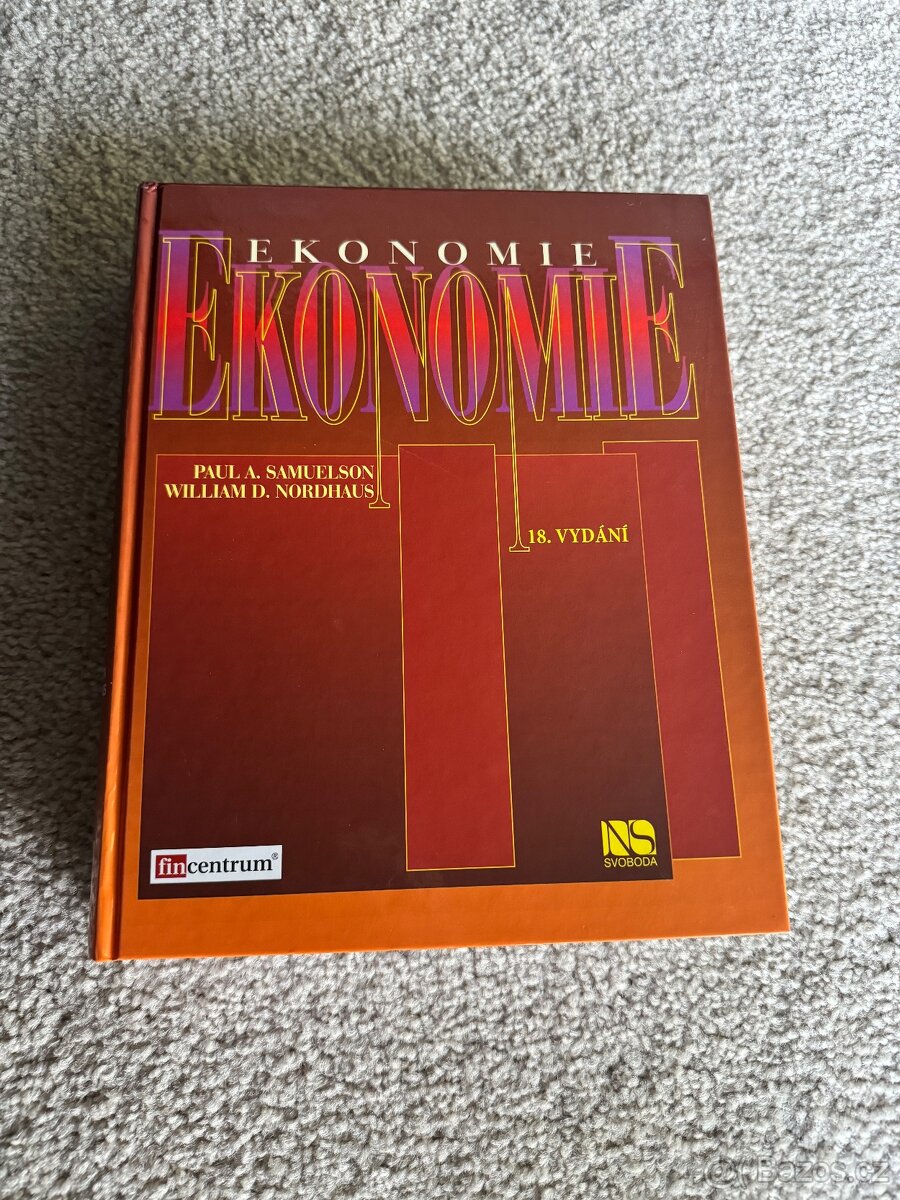 EKONOMIE
EKONOMIE
PAUL A. SAMUELSON
WILLIAM D. NORDHAUS
18. VYDÁNÍ
fincentrum®
NS
SVOBODA
Bazos.cz